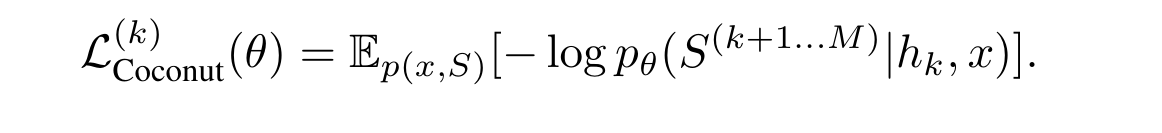 $\mathcal{L}_{\text{Coconut}}^{(k)}(\theta) = \mathbb{E}_{p(x,S)}[-\log p_\theta(S^{(k+1 \ldots M)}|h_k, x)].$